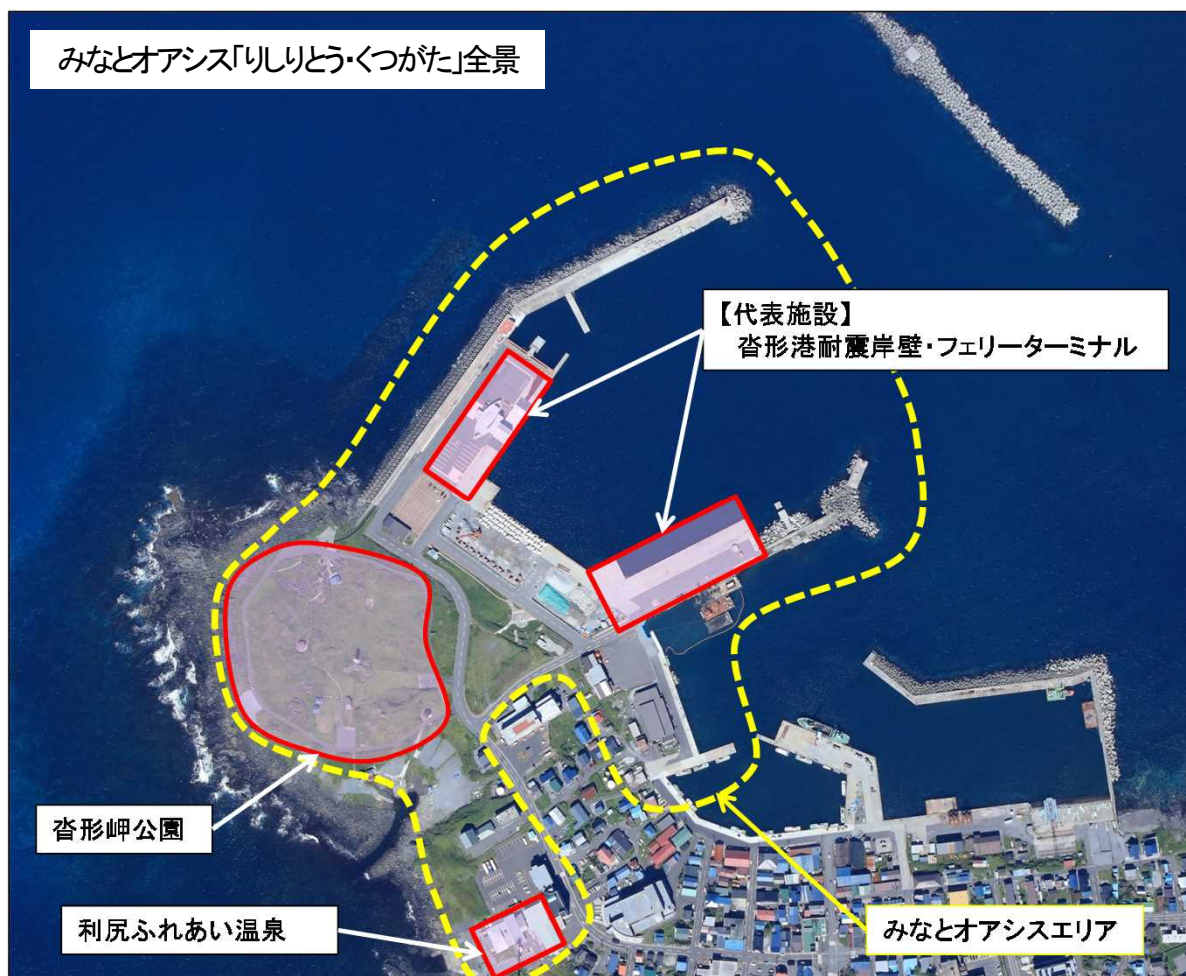 みなとオアシス「りしりとう・くつがた」全景
【代表施設】
沓形港耐震岸壁・フェリーターミナル
沓形岬公園
利尻ふれあい温泉
みなとオアシスエリア